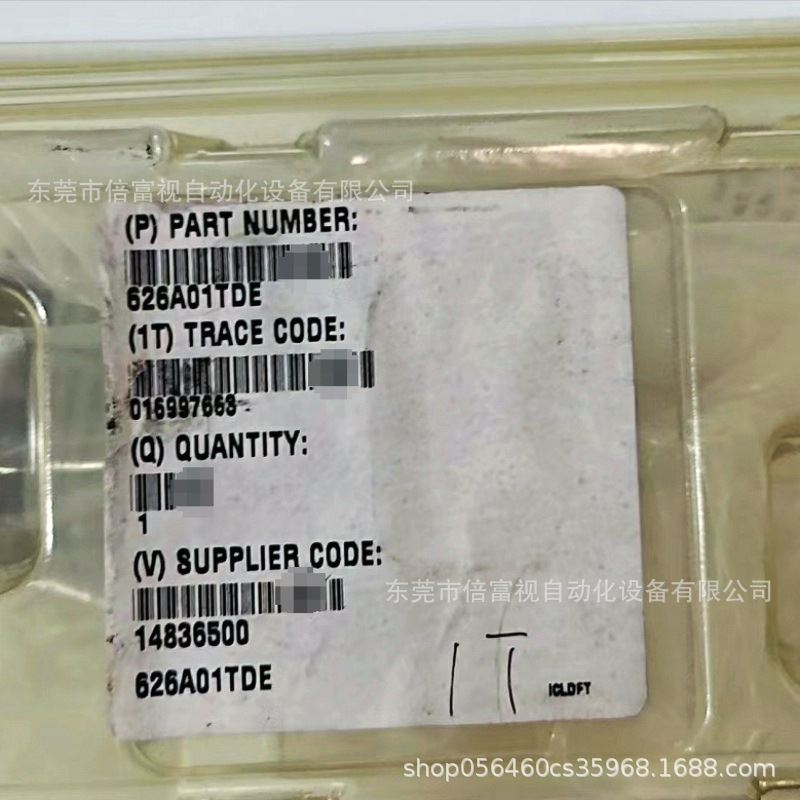 东莞市倍富视自动化设备有限公司
(P) PART NUMBER:
626A01TDE
(1T) TRACE CODE:
016997663
(Q) QUANTITY:
1
(V) SUPPLIER CODE:
东莞市倍富视自动化设备有限公司
14836500
626A01TDE
1T
ICLDFT
shop056460cs35968.1688.com